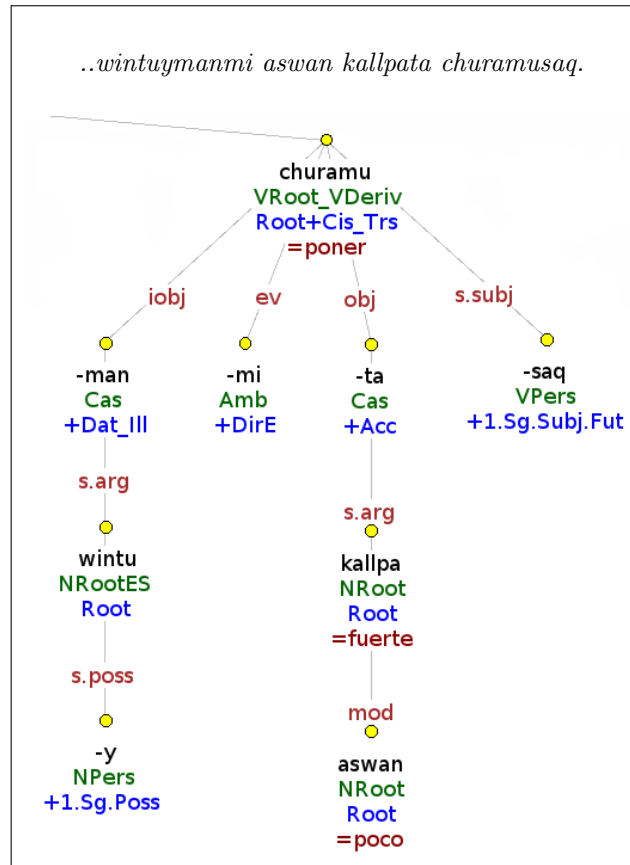 ..wintuymanmi aswan kallpata churamusaq.
churamu
VRoot_VDeriv
Root+Cis_Trs
=poner
iobj ev obj s.subj
-man -mi -ta -saq
Cas Amb Cas VPers
+Dat_Ill +DirE +Acc +1.Sg.Subj.Fut
s.arg s.arg
wintu kallpa
NRootES NRoot
Root Root
=fuerte
s.poss mod
-y aswan
NPers NRoot
+1.Sg.Poss Root
=poco